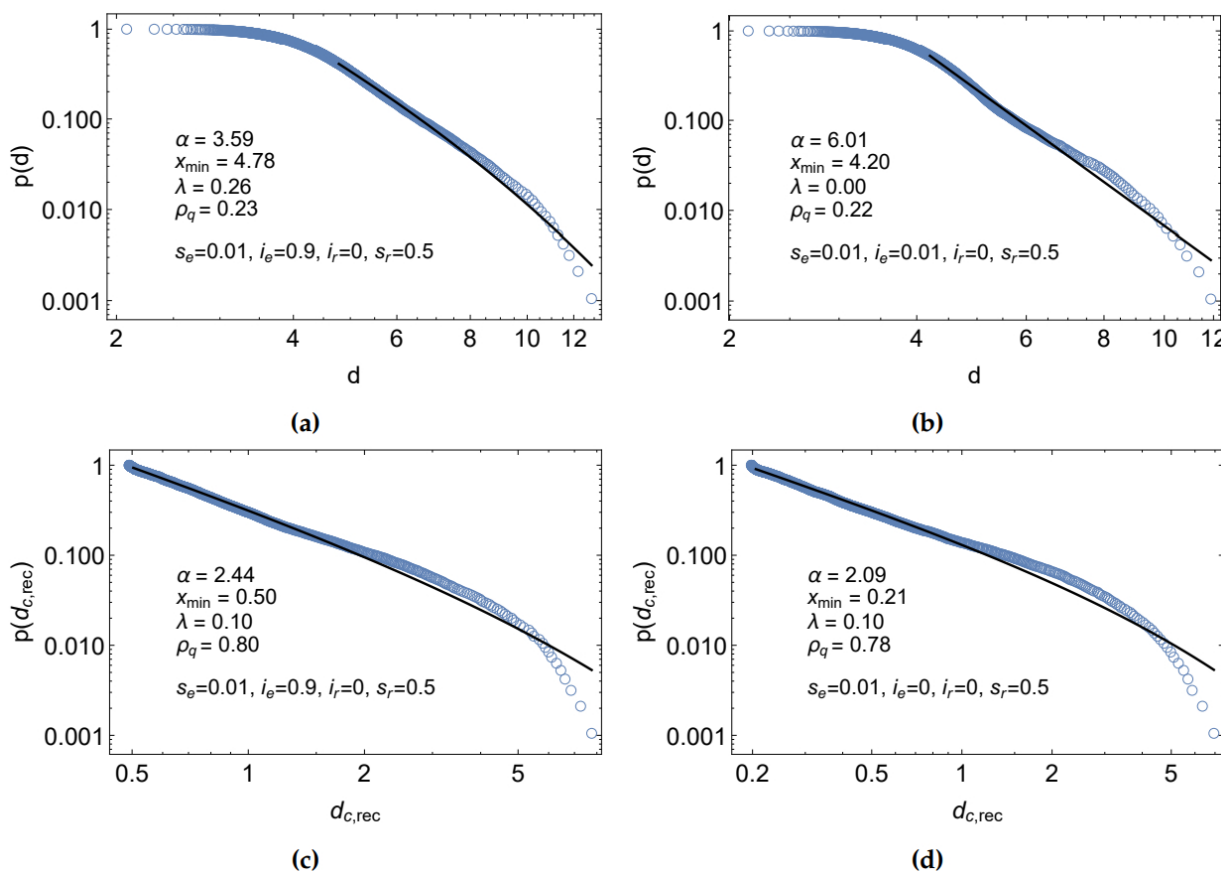 1
0.100
0.010
0.001
p(d)
α = 3.59
x_min = 4.78
λ = 0.26
ρ_q = 0.23
s_e=0.01, i_e=0.9, i_r=0, s_r=0.5
2 4 6 8 10 12
d
(a)
1
0.100
0.010
0.001
p(d)
α = 6.01
x_min = 4.20
λ = 0.00
ρ_q = 0.22
s_e=0.01, i_e=0.01, i_r=0, s_r=0.5
2 4 6 8 10 12
d
(b)
1
0.100
0.010
0.001
p(d_c,rec)
α = 2.44
x_min = 0.50
λ = 0.10
ρ_q = 0.80
s_e=0.01, i_e=0.9, i_r=0, s_r=0.5
0.5 1 2 5
d_c,rec
(c)
1
0.100
0.010
0.001
p(d_c,rec)
α = 2.09
x_min = 0.21
λ = 0.10
ρ_q = 0.78
s_e=0.01, i_e=0, i_r=0, s_r=0.5
0.2 0.5 1 2 5
d_c,rec
(d)